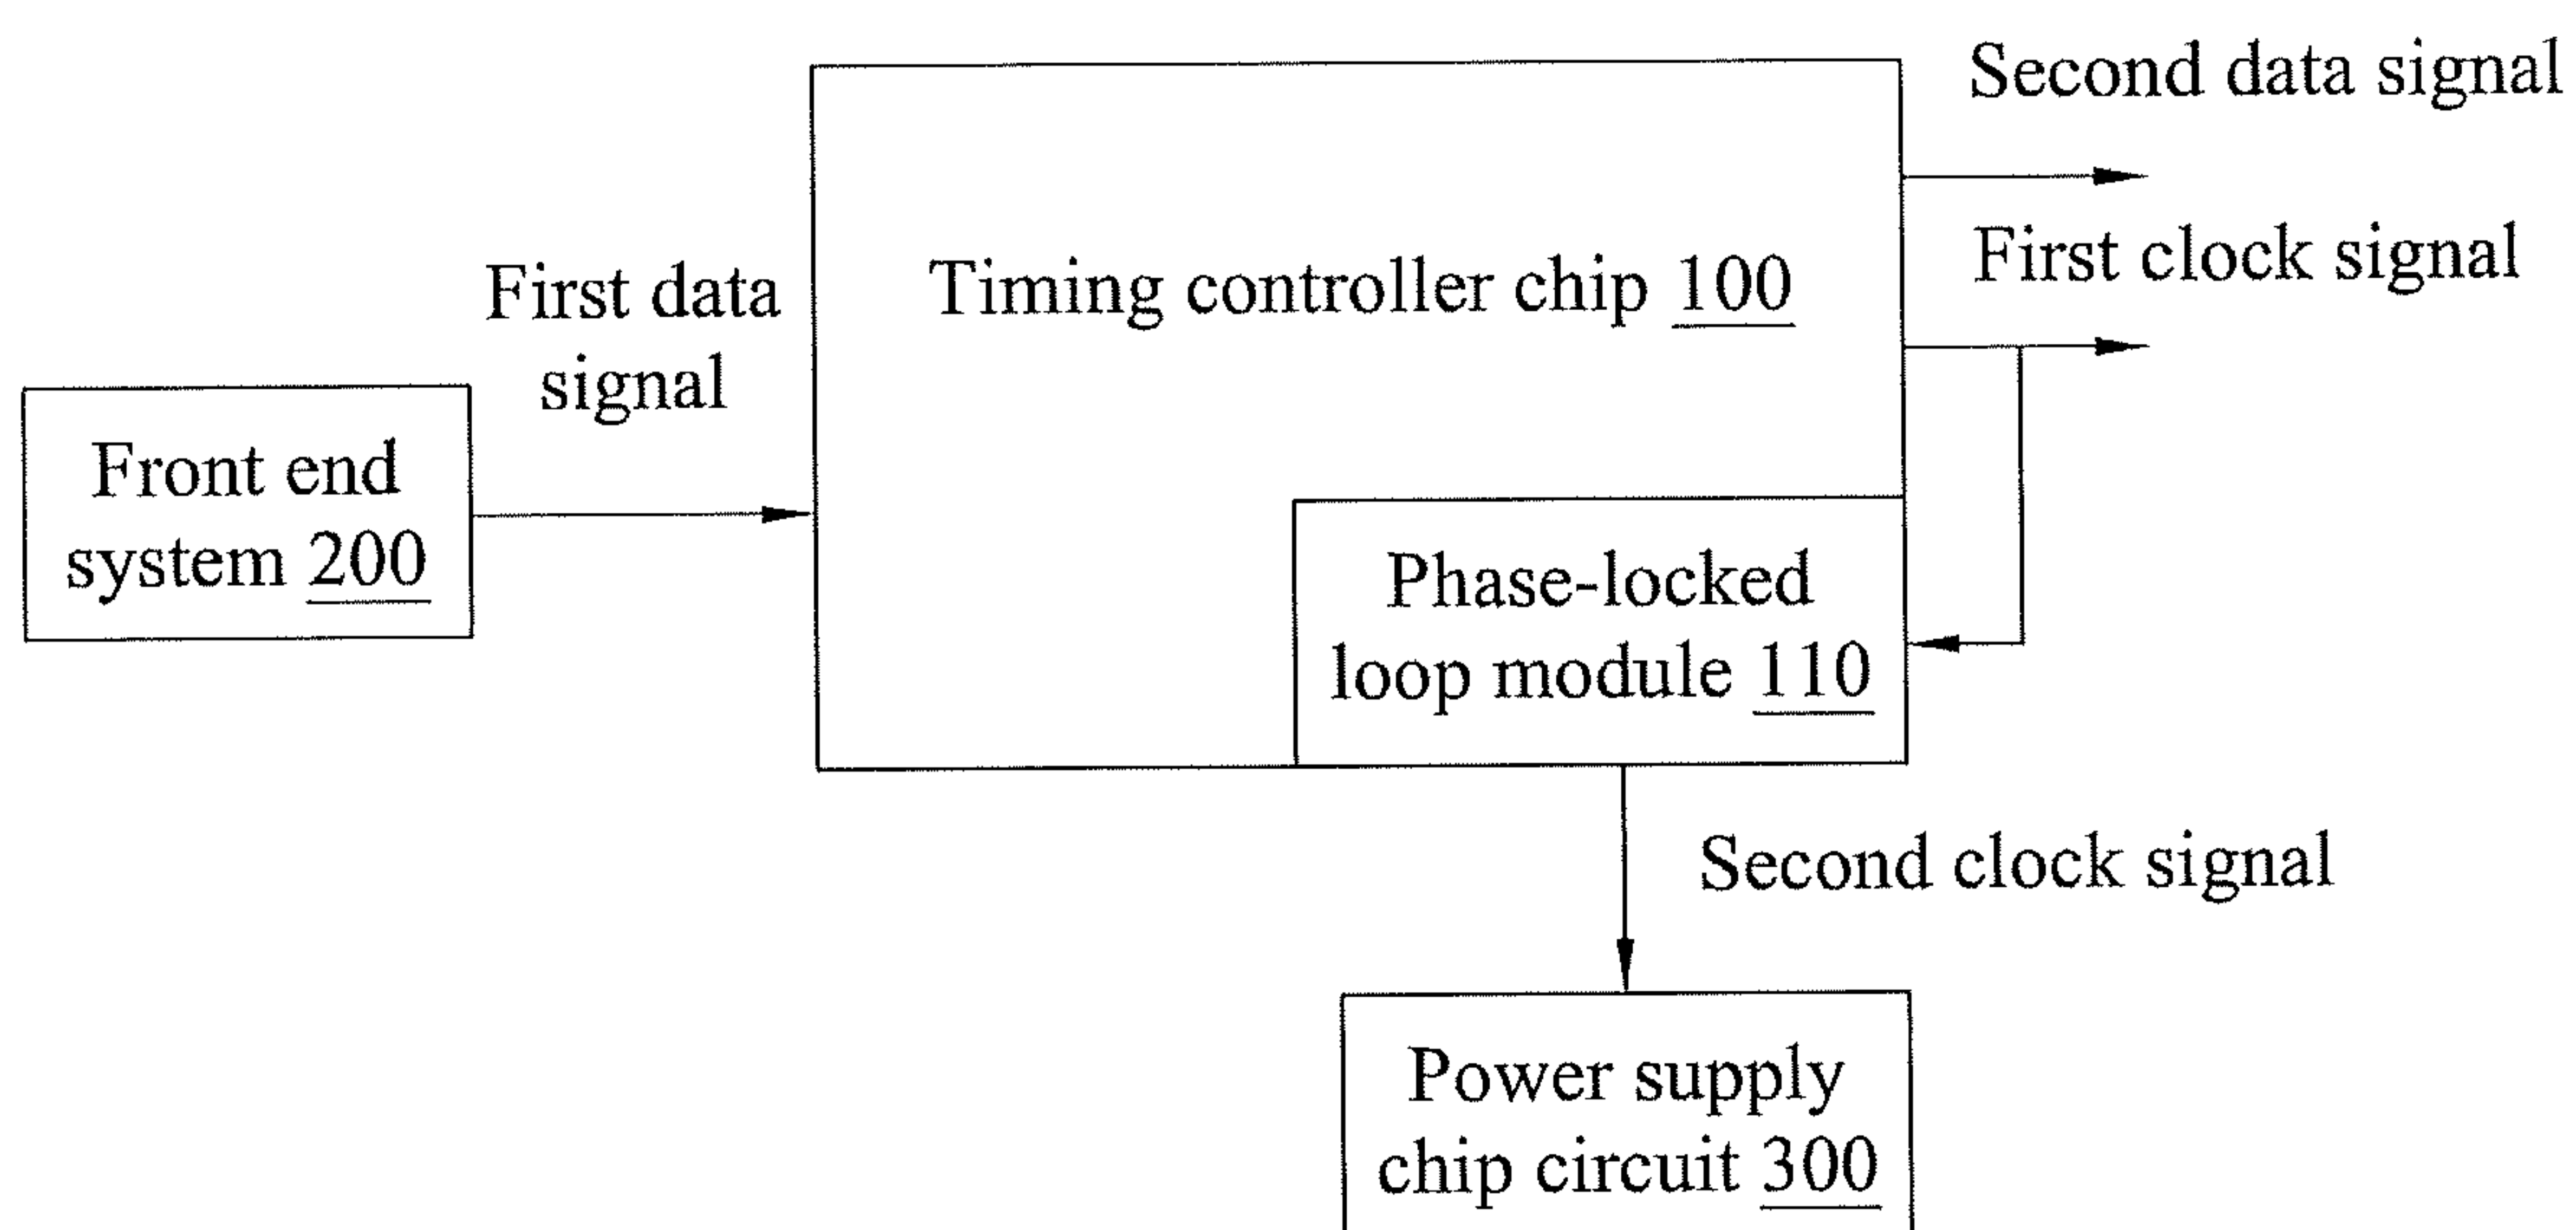 Second data signal
First clock signal
Timing controller chip 100
First data
signal
Front end
system 200
Phase-locked
loop module 110
Second clock signal
Power supply
chip circuit 300